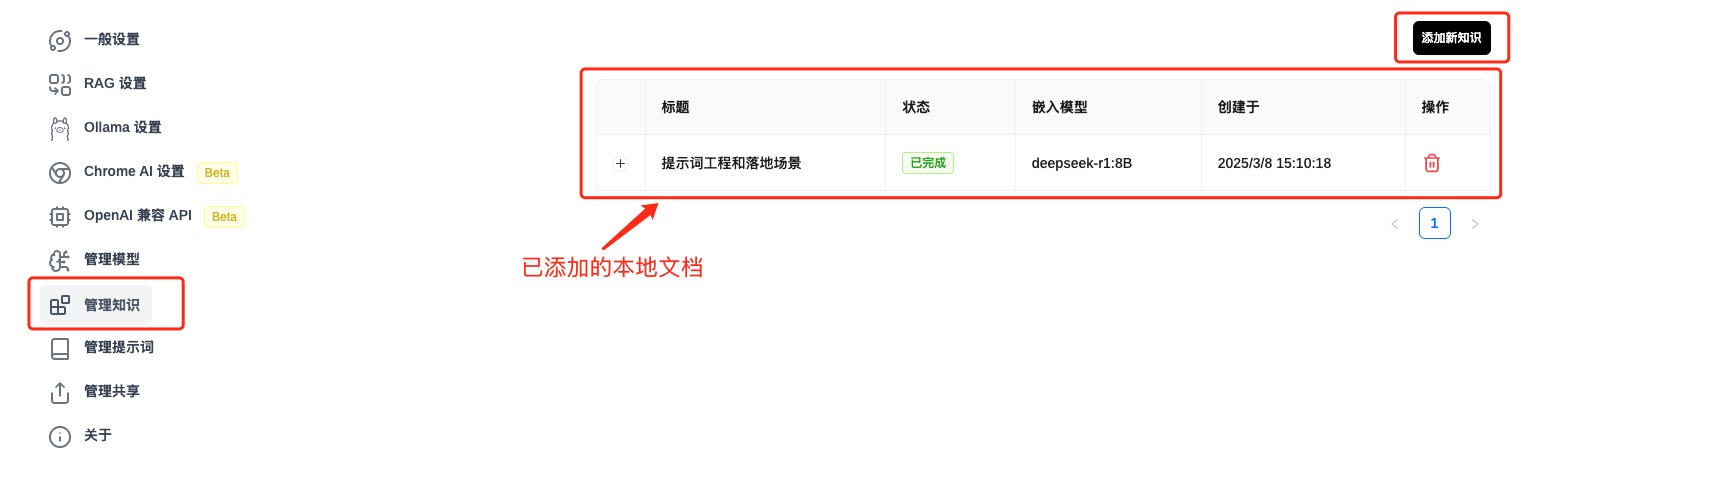 一般设置
RAG 设置
Ollama 设置
Chrome AI 设置 Beta
OpenAI 兼容 API Beta
管理模型
管理知识
管理提示词
管理共享
关于
添加新知识
标题 状态 嵌入模型 创建于 操作
提示词工程和落地场景 已完成 deepseek-r1:8B 2025/3/8 15:10:18
1
已添加的本地文档